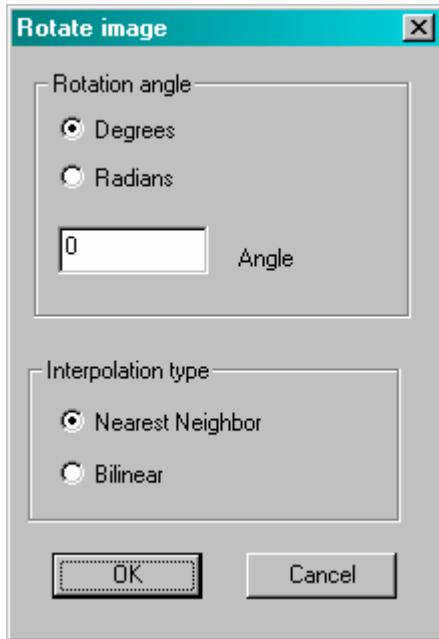 Rotate image
Rotation angle
Degrees
Radians
0
Angle
Interpolation type
Nearest Neighbor
Bilinear
OK
Cancel